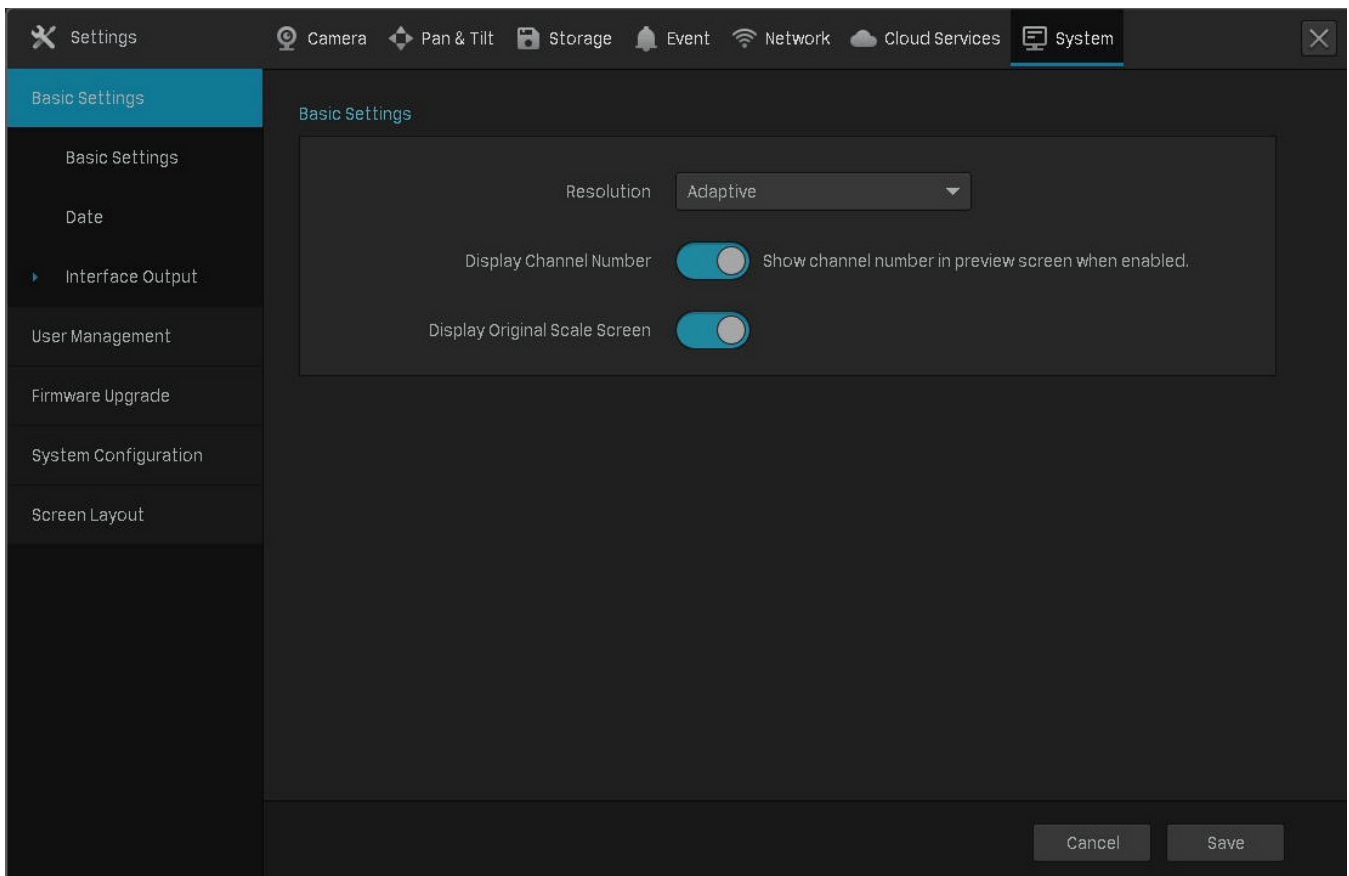 Settings
Camera Pan & Tilt Storage Event Network Cloud Services System
Basic Settings
Basic Settings
Date
Interface Output
User Management
Firmware Upgrade
System Configuration
Screen Layout
Basic Settings
Resolution Adaptive
Display Channel Number Show channel number in preview screen when enabled.
Display Original Scale Screen
Cancel Save